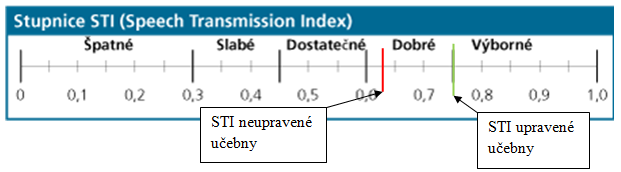 Stupnice STI (Speech Transmission Index)
Špatné Slabé Dostatečné Dobré Výborné
0 0,1 0,2 0,3 0,4 0,5 0,6 0,7 0,8 0,9 1,0
STI neupravené
učebny
STI upravené
učebny